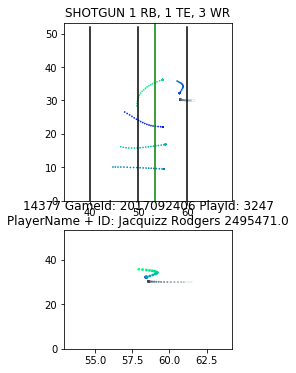 SHOTGUN 1 RB, 1 TE, 3 WR
50
40
30
20
10
0
40 50 60
14377 GameId: 2017092406 PlayId: 3247
PlayerName + ID: Jacquizz Rodgers 2495471.0
40
20
0
55.0 57.5 60.0 62.5